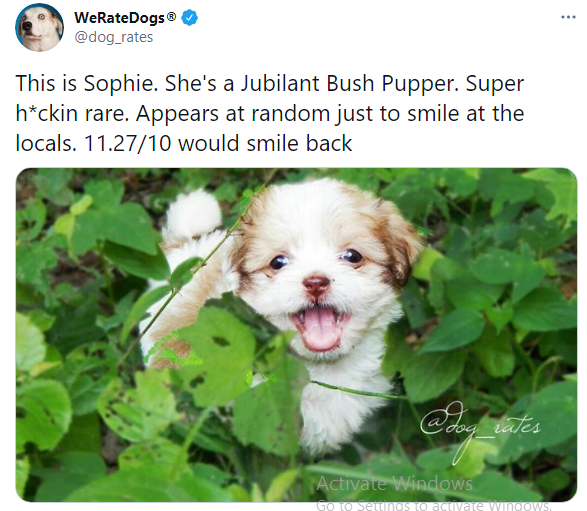 WeRateDogs®
@dog_rates
This is Sophie. She's a Jubilant Bush Pupper. Super
h*ckin rare. Appears at random just to smile at the
locals. 11.27/10 would smile back
@dog_rates
Activate Windows
Go to Settings to activate Windows.